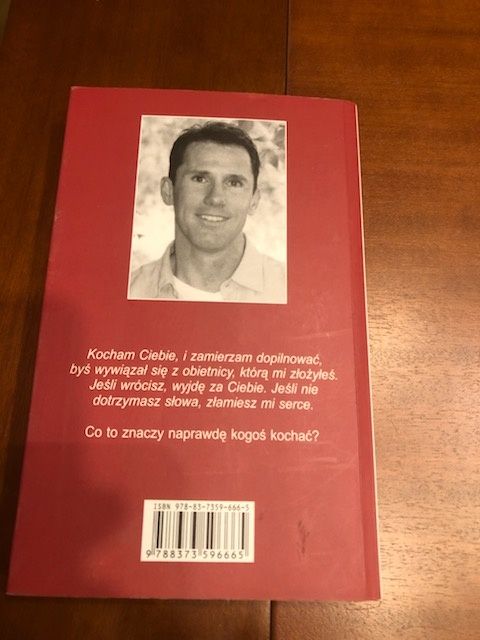 Kocham Ciebie, i zamierzam dopilnować,
byś wywiązał się z obietnicy, którą mi złożyłeś.
Jeśli wrócisz, wyjdę za Ciebie. Jeśli nie
dotrzymasz słowa, złamiesz mi serce.
Co to znaczy naprawdę kogoś kochać?
ISBN 978-83-7359-666-5
9 788373 596665